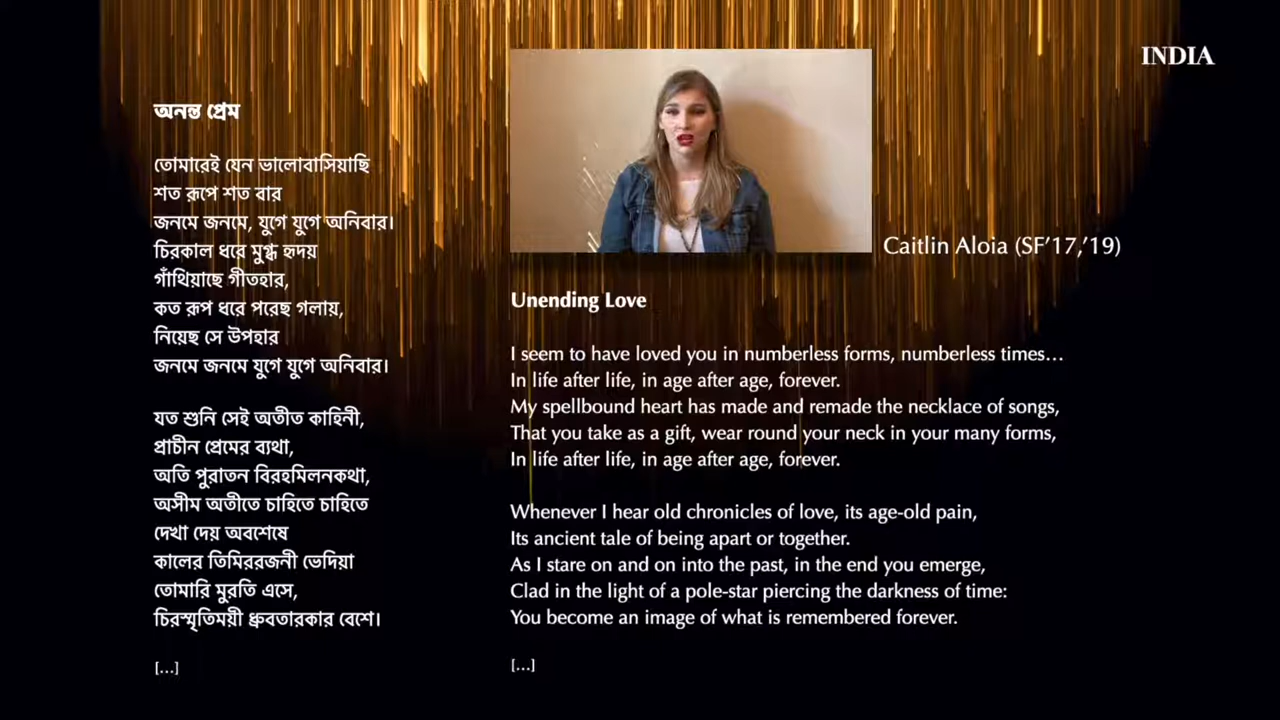 INDIA
অনন্ত প্রেম
তোমারেই যেন ভালোবাসিয়াছি
শত রূপে শত বার
জনমে জনমে, যুগে যুগে অনিবার।
চিরকাল ধরে মুগ্ধ হৃদয়
গাঁথিয়াছে গীতহার,
কত রূপ ধরে পরেছ গলায়,
নিয়েছ সে উপহার
জনমে জনমে যুগে যুগে অনিবার।
যত শুনি সেই অতীত কাহিনী,
প্রাচীন প্রেমের ব্যথা,
অতি পুরাতন বিরহমিলনকথা,
অসীম অতীতে চাহিতে চাহিতে
দেখা দেয় অবশেষে
কালের তিমিররজনী ভেদিয়া
তোমারি মুরতি এসে,
চিরস্মৃতিময়ী ধ্রুবতারকার বেশে।
[...]
Caitlin Aloia (SF’17,’19)
Unending Love
I seem to have loved you in numberless forms, numberless times…
In life after life, in age after age, forever.
My spellbound heart has made and remade the necklace of songs,
That you take as a gift, wear round your neck in your many forms,
In life after life, in age after age, forever.
Whenever I hear old chronicles of love, its age-old pain,
Its ancient tale of being apart or together.
As I stare on and on into the past, in the end you emerge,
Clad in the light of a pole-star piercing the darkness of time:
You become an image of what is remembered forever.
[...]